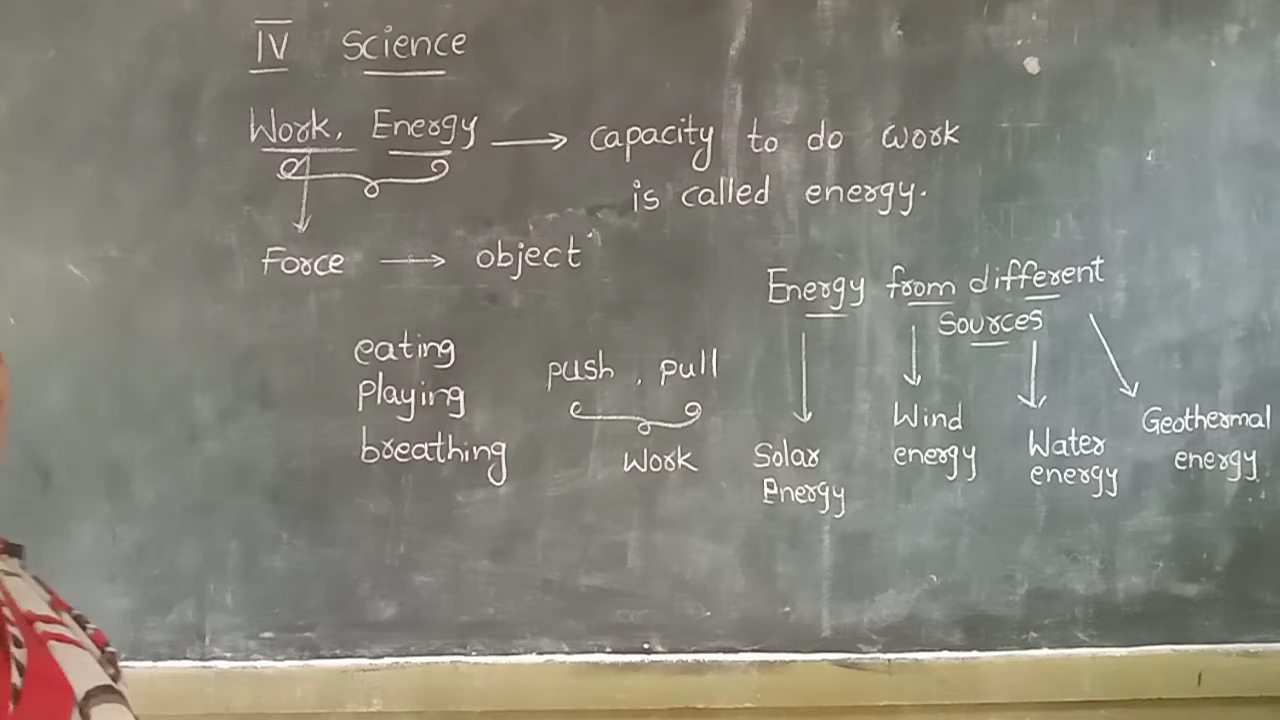 IV Science
Work, Energy → capacity to do work
is called energy.
Force → object
Energy from different
Sources
eating
playing
breathing
push , pull
Work
Solar
Energy
Wind
energy
Water
energy
Geothermal
energy